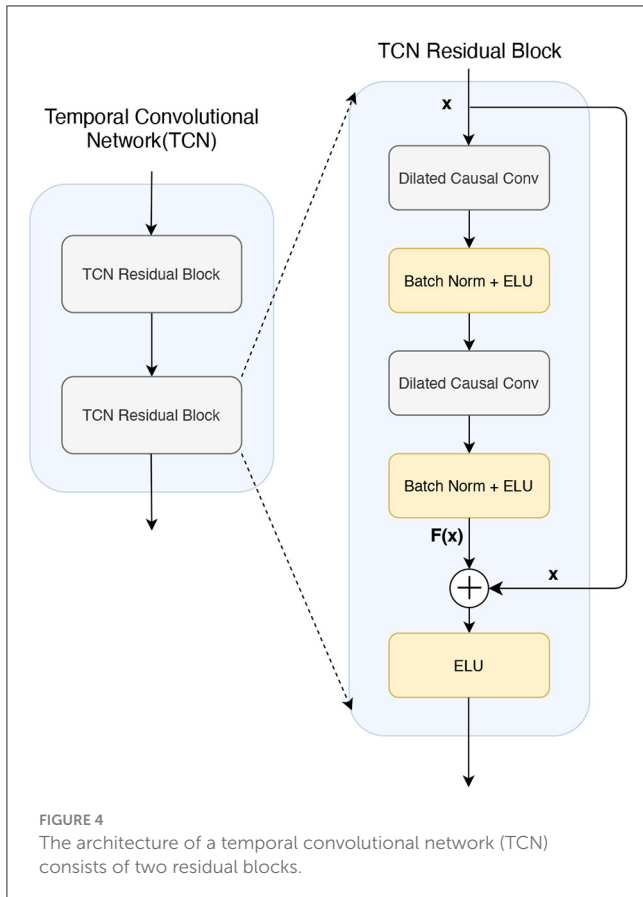 Temporal Convolutional
Network(TCN)
TCN Residual Block
TCN Residual Block
TCN Residual Block
x
Dilated Causal Conv
Batch Norm + ELU
Dilated Causal Conv
Batch Norm + ELU
F(x)
x
ELU
FIGURE 4
The architecture of a temporal convolutional network (TCN)
consists of two residual blocks.